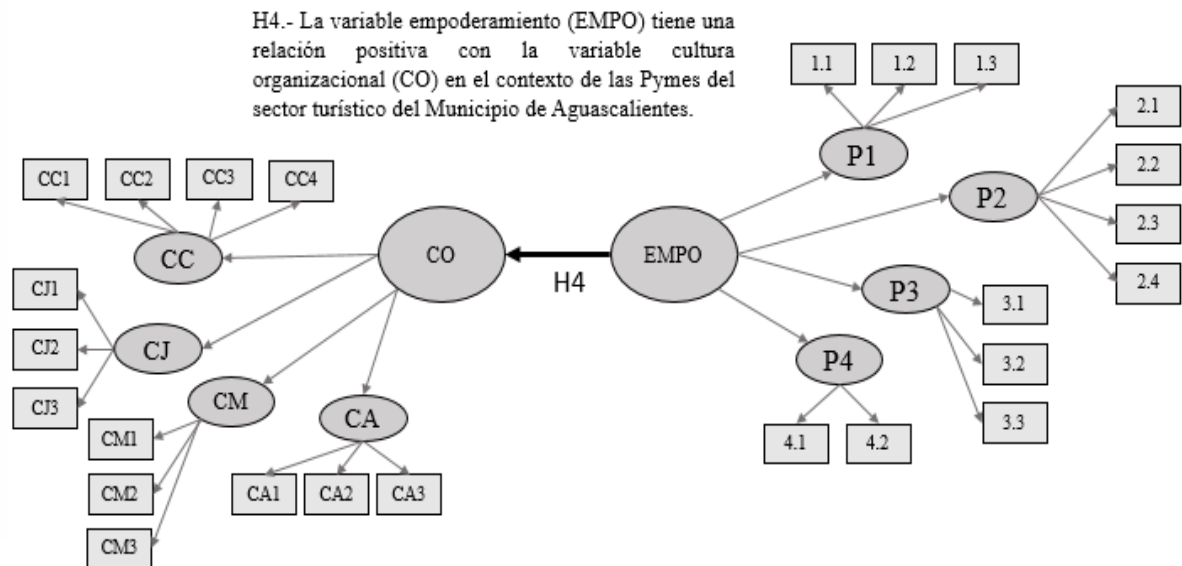 H4.- La variable empoderamiento (EMPO) tiene una
relación positiva con la variable cultura
organizacional (CO) en el contexto de las Pymes del
sector turístico del Municipio de Aguascalientes.
1.1
1.2
1.3
P1
2.1
2.2
2.3
2.4
P2
CC1
CC2
CC3
CC4
CC
CO
H4
EMPO
CJ1
CJ2
CJ3
CJ
P3
3.1
3.2
3.3
P4
4.1
4.2
CM
CM1
CM2
CM3
CA
CA1
CA2
CA3